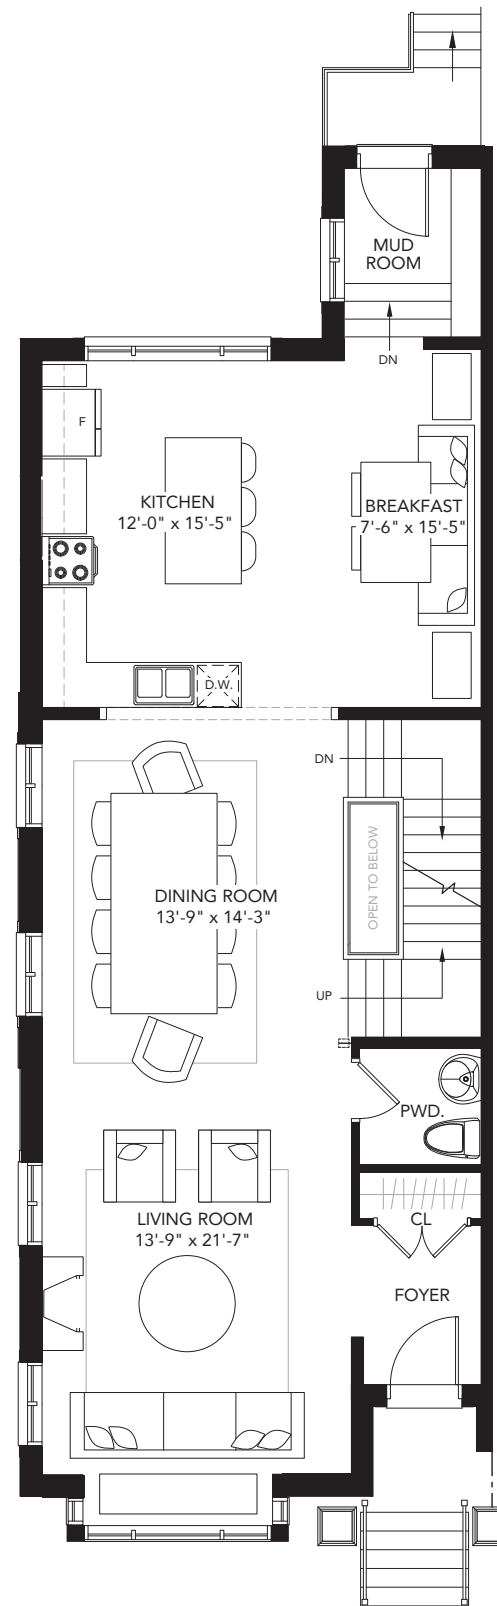 MUD
ROOM
DN
F
KITCHEN
12'-0" x 15'-5"
BREAKFAST
7'-6" x 15'-5"
D.W.
DN
OPEN TO BELOW
DINING ROOM
13'-9" x 14'-3"
UP
PWD.
CL
LIVING ROOM
13'-9" x 21'-7"
FOYER